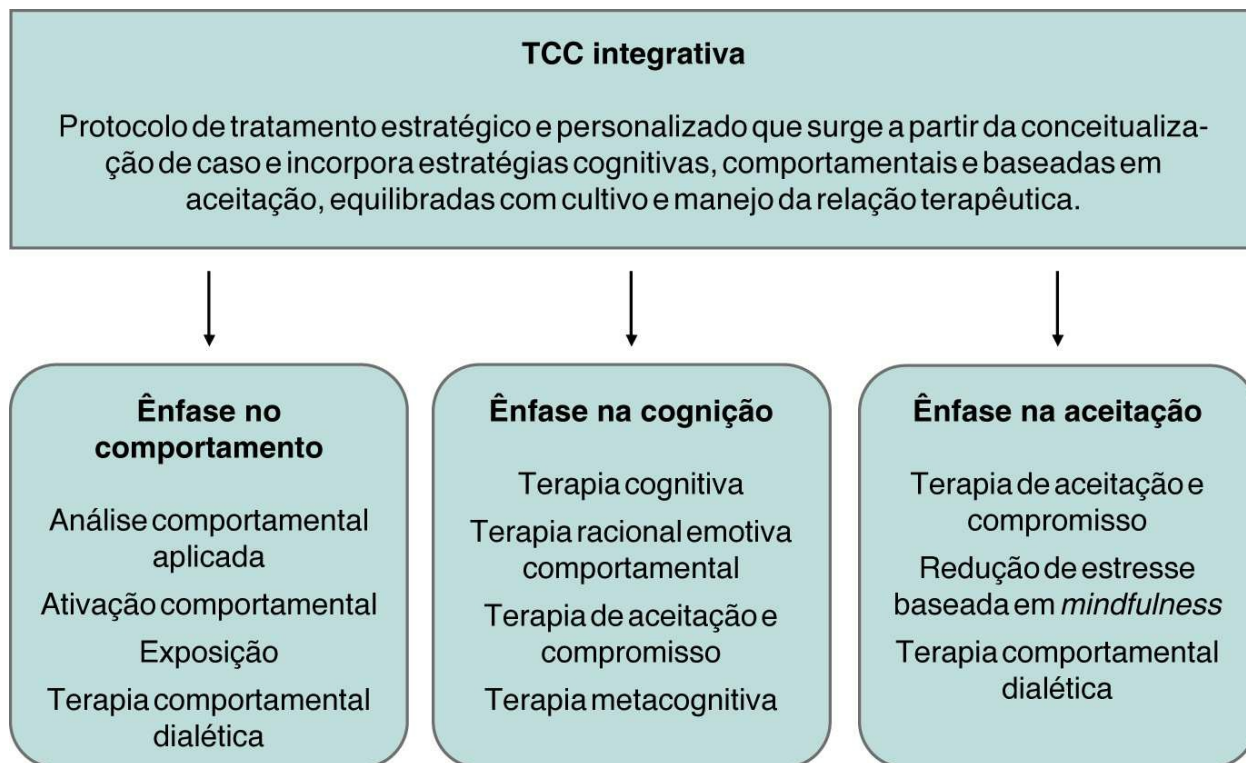 TCC integrativa
Protocolo de tratamento estratégico e personalizado que surge a partir da conceitualiza-
ção de caso e incorpora estratégias cognitivas, comportamentais e baseadas em
aceitação, equilibradas com cultivo e manejo da relação terapêutica.
Ênfase no
comportamento
Análise comportamental
aplicada
Ativação comportamental
Exposição
Terapia comportamental
dialética
Ênfase na cognição
Terapia cognitiva
Terapia racional emotiva
comportamental
Terapia de aceitação e
compromisso
Terapia metacognitiva
Ênfase na aceitação
Terapia de aceitação e
compromisso
Redução de estresse
baseada em mindfulness
Terapia comportamental
dialética